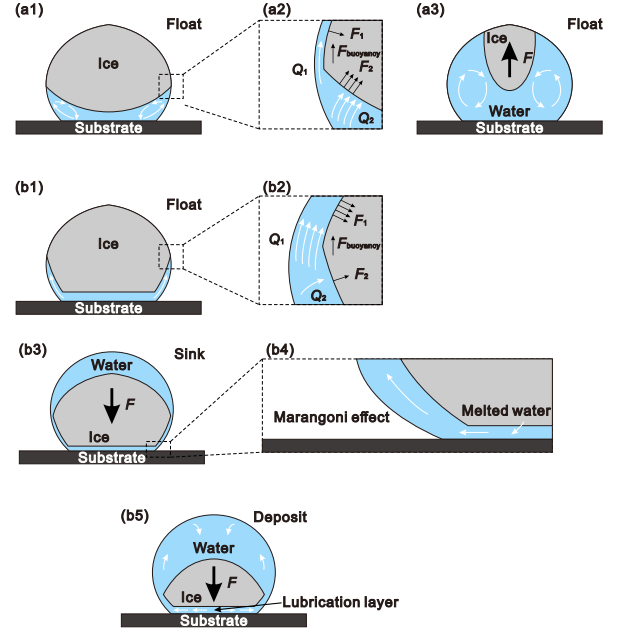 (a1)
Float
Ice
Substrate
(a2)
F1
Fbuoyancy
F2
Q1
Q2
(a3)
Float
Ice
F
Water
Substrate
(b1)
Float
Ice
Substrate
(b2)
F1
Q1
Fbuoyancy
F2
Q2
(b3)
Sink
Water
F
Ice
Substrate
(b4)
Marangoni effect
Melted water
(b5)
Deposit
Water
F
Ice
Lubrication layer
Substrate